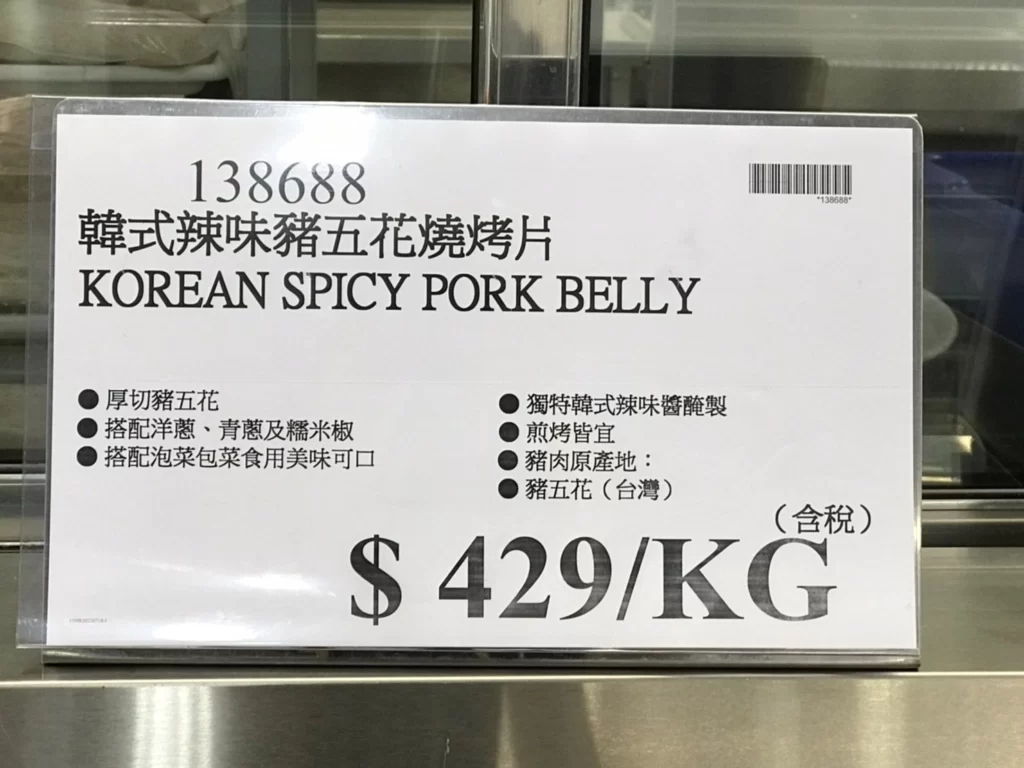 138688
*138688*
韓式辣味豬五花燒烤片
KOREAN SPICY PORK BELLY
● 厚切豬五花
● 搭配洋蔥、青蔥及糯米椒
● 搭配泡菜包菜食用美味可口
● 獨特韓式辣味醬醃製
● 煎烤皆宜
● 豬肉原產地：
● 豬五花（台灣）
（含稅）
$ 429/KG